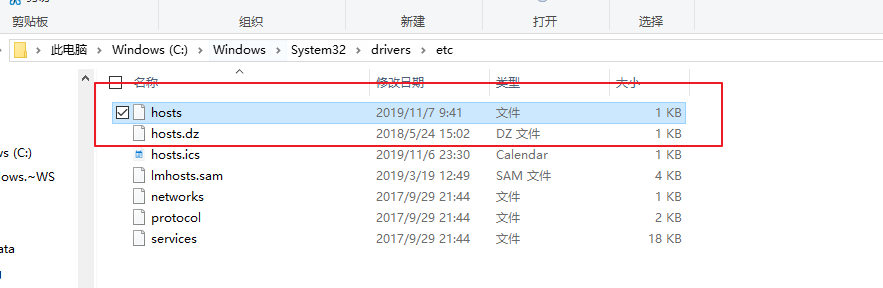 剪贴板 组织 新建 打开 选择
此电脑 Windows (C:) Windows System32 drivers etc
名称 修改日期 类型 大小
hosts 2019/11/7 9:41 文件 1 KB
hosts.dz 2018/5/24 15:02 DZ 文件 1 KB
vs (C:) hosts.ics 2019/11/6 23:30 Calendar 1 KB
ows.~WS lmhosts.sam 2019/3/19 12:49 SAM 文件 4 KB
networks 2017/9/29 21:44 文件 1 KB
protocol 2017/9/29 21:44 文件 2 KB
services 2017/9/29 21:44 文件 18 KB
ata